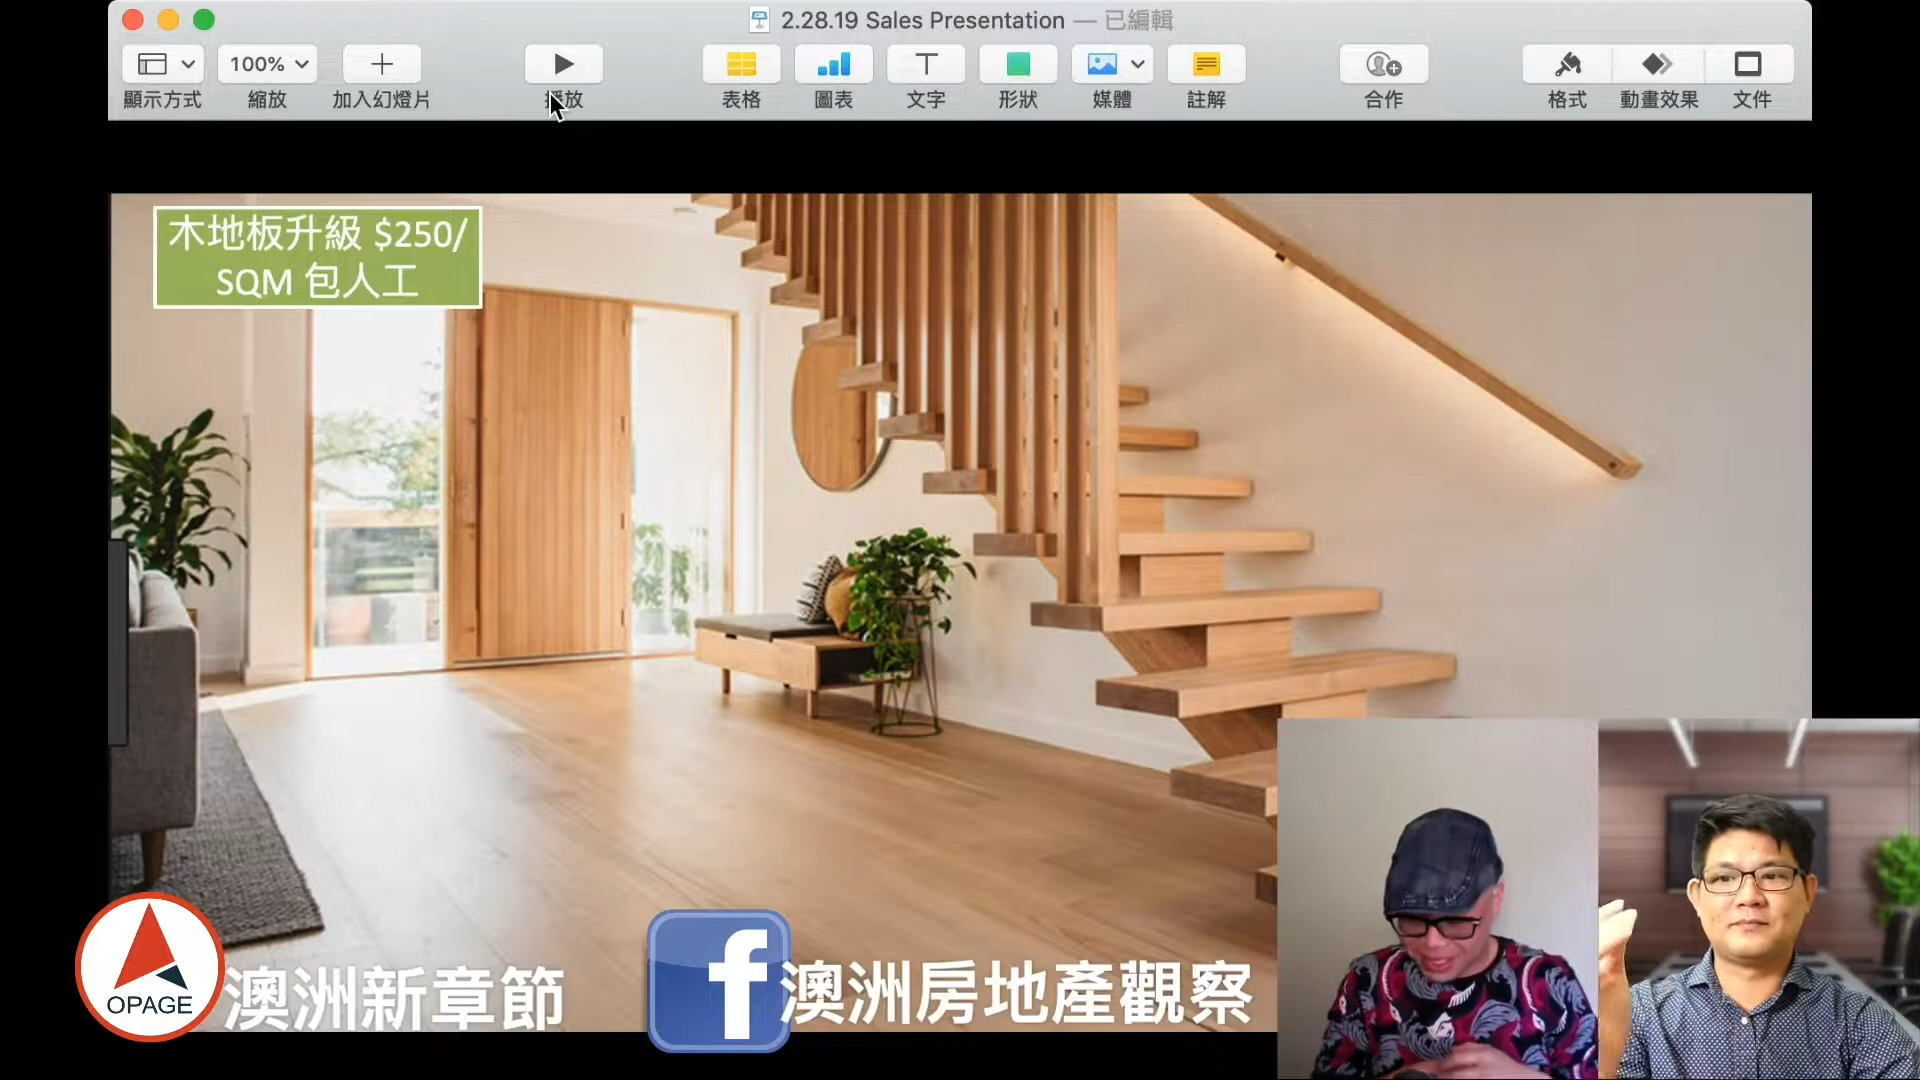 2.28.19 Sales Presentation — 已編輯
100%
顯示方式 縮放 加入幻燈片 播放 表格 圖表 文字 形狀 媒體 註解 合作 格式 動畫效果 文件
木地板升級 $250/
SQM 包人工
OPAGE
澳洲新章節
f
澳洲房地產觀察